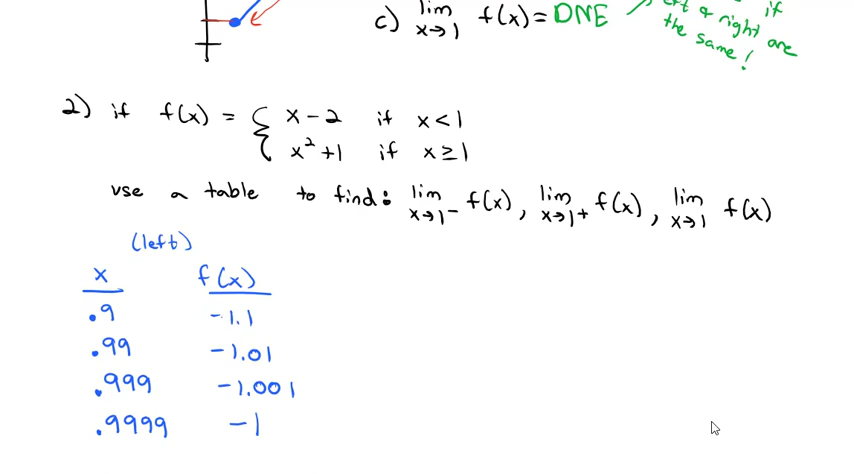 c) lim x→1 f(x) = DNE
if
left & right are
the same!
2) if f(x) = { x - 2 if x < 1
x² + 1 if x ≥ 1
use a table to find: lim x→1⁻ f(x), lim x→1+ f(x), lim x→1 f(x)
(left)
x f(x)
.9 -1.1
.99 -1.01
.999 -1.001
.9999 -1